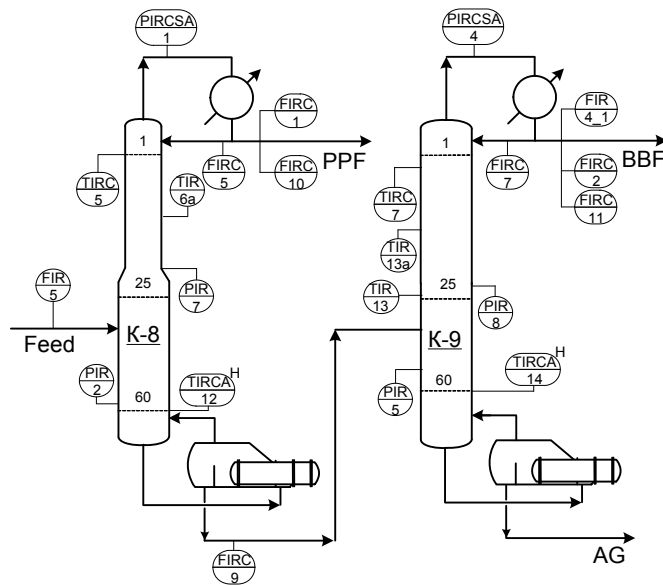 PIRCSA
1
PIRCSA
4
FIRC
1
FIR
4_1
1
1
PPF
BBF
FIRC
5
FIRC
10
FIRC
7
FIRC
2
FIRC
11
TIRC
5
TIR
6a
TIRC
7
TIR
13a
FIR
5
25
PIR
7
TIR
13
25
PIR
8
Feed
К-8
К-9
PIR
2
60
TIRCA
12
H
PIR
5
60
TIRCA
14
H
FIRC
9
AG